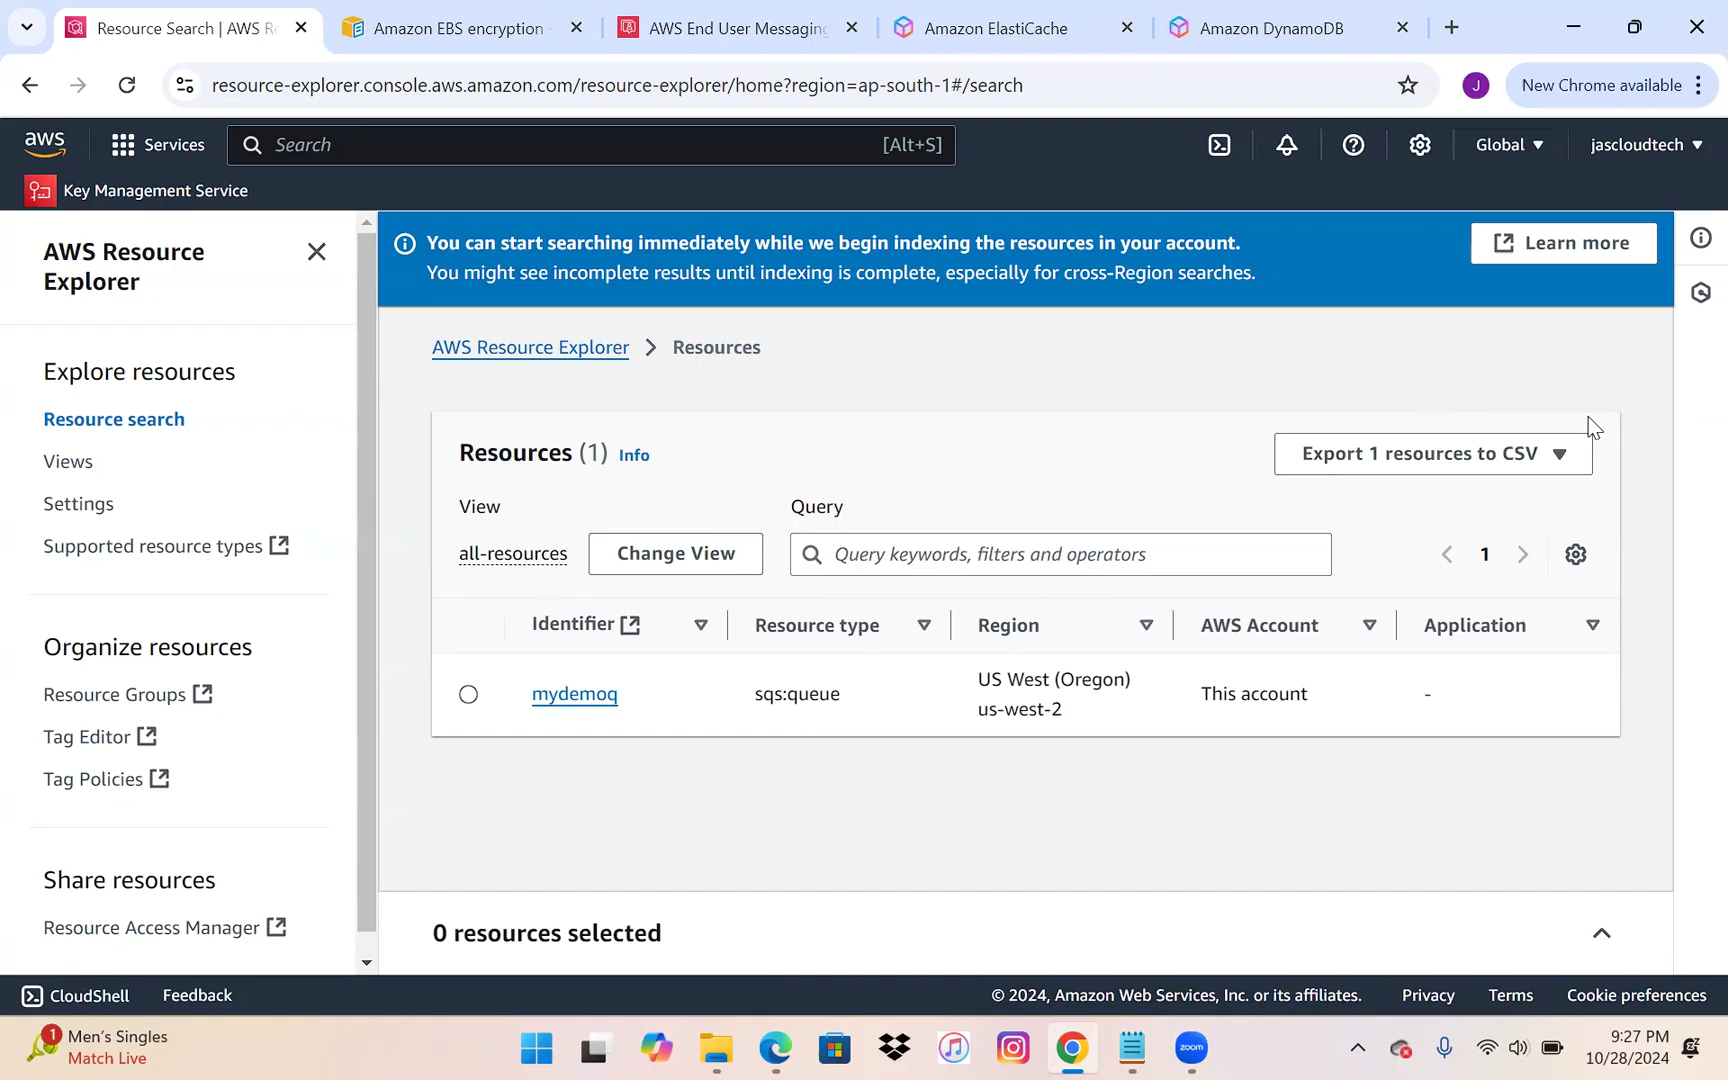 Resource Search | AWS Re
Amazon EBS encryption -
AWS End User Messaging
Amazon ElastiCache
Amazon DynamoDB
resource-explorer.console.aws.amazon.com/resource-explorer/home?region=ap-south-1#/search
J
New Chrome available
aws
Services
Search
[Alt+S]
Global
jascloudtech
Key Management Service
AWS Resource
Explorer
Explore resources
Resource search
Views
Settings
Supported resource types
Organize resources
Resource Groups
Tag Editor
Tag Policies
Share resources
Resource Access Manager
You can start searching immediately while we begin indexing the resources in your account.
You might see incomplete results until indexing is complete, especially for cross-Region searches.
Learn more
AWS Resource Explorer > Resources
Resources (1) Info
Export 1 resources to CSV
View
Query
all-resources
Change View
Query keywords, filters and operators
1
Identifier
Resource type
Region
AWS Account
Application
mydemoq
sqs:queue
US West (Oregon)
us-west-2
This account
-
0 resources selected
CloudShell
Feedback
© 2024, Amazon Web Services, Inc. or its affiliates.
Privacy
Terms
Cookie preferences
1
Men's Singles
Match Live
zoom
9:27 PM
10/28/2024